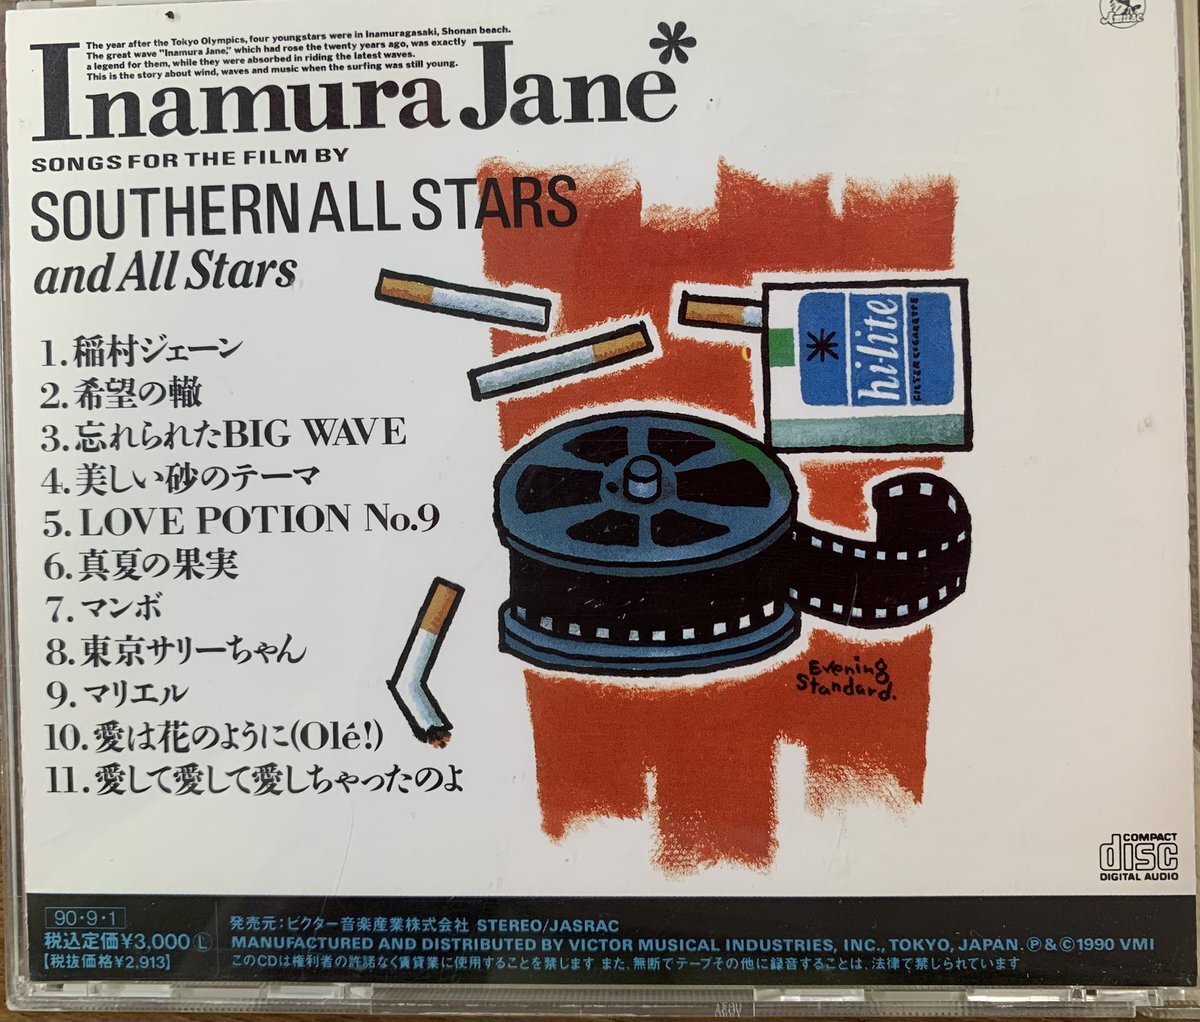 The year after the Tokyo Olympics, four youngstars were in Inamuragasaki, Shonan beach.
The great wave "Inamura Jane," which had rose the twenty years ago, was exactly
a legend for them, while they were absorbed in riding the latest waves.
This is the story about wind, waves and music when the surfing was still young.
Inamura Jane*
SONGS FOR THE FILM BY
SOUTHERN ALL STARS
and All Stars
1. 稲村ジェーン
2. 希望の轍
3. 忘れられたBIG WAVE
4. 美しい砂のテーマ
5. LOVE POTION No.9
6. 真夏の果実
7. マンボ
8. 東京サリーちゃん
9. マリエル
10. 愛は花のように(Olé!)
11. 愛して愛して愛しちゃったのよ
hi-lite
FILTER CIGARETTE
Evening
Standard.
COMPACT
disc
DIGITAL AUDIO
90・9・1
税込定価¥3,000 Ⓛ
【税抜価格¥2,913】
発売元:ビクター音楽産業株式会社 STEREO/JASRAC
MANUFACTURED AND DISTRIBUTED BY VICTOR MUSICAL INDUSTRIES, INC., TOKYO, JAPAN. Ⓟ&©1990 VMI
このCDは権利者の許諾なく賃貸業に使用することを禁じます また、無断でテープその他に録音することは、法律で禁じられています